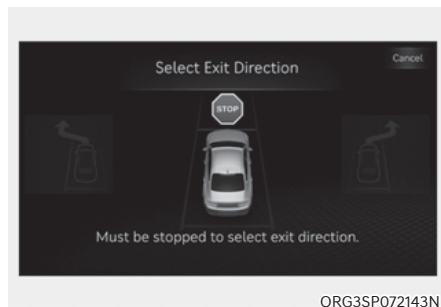 Select Exit Direction
Cancel
STOP
Must be stopped to select exit direction.
ORG3SP072143N